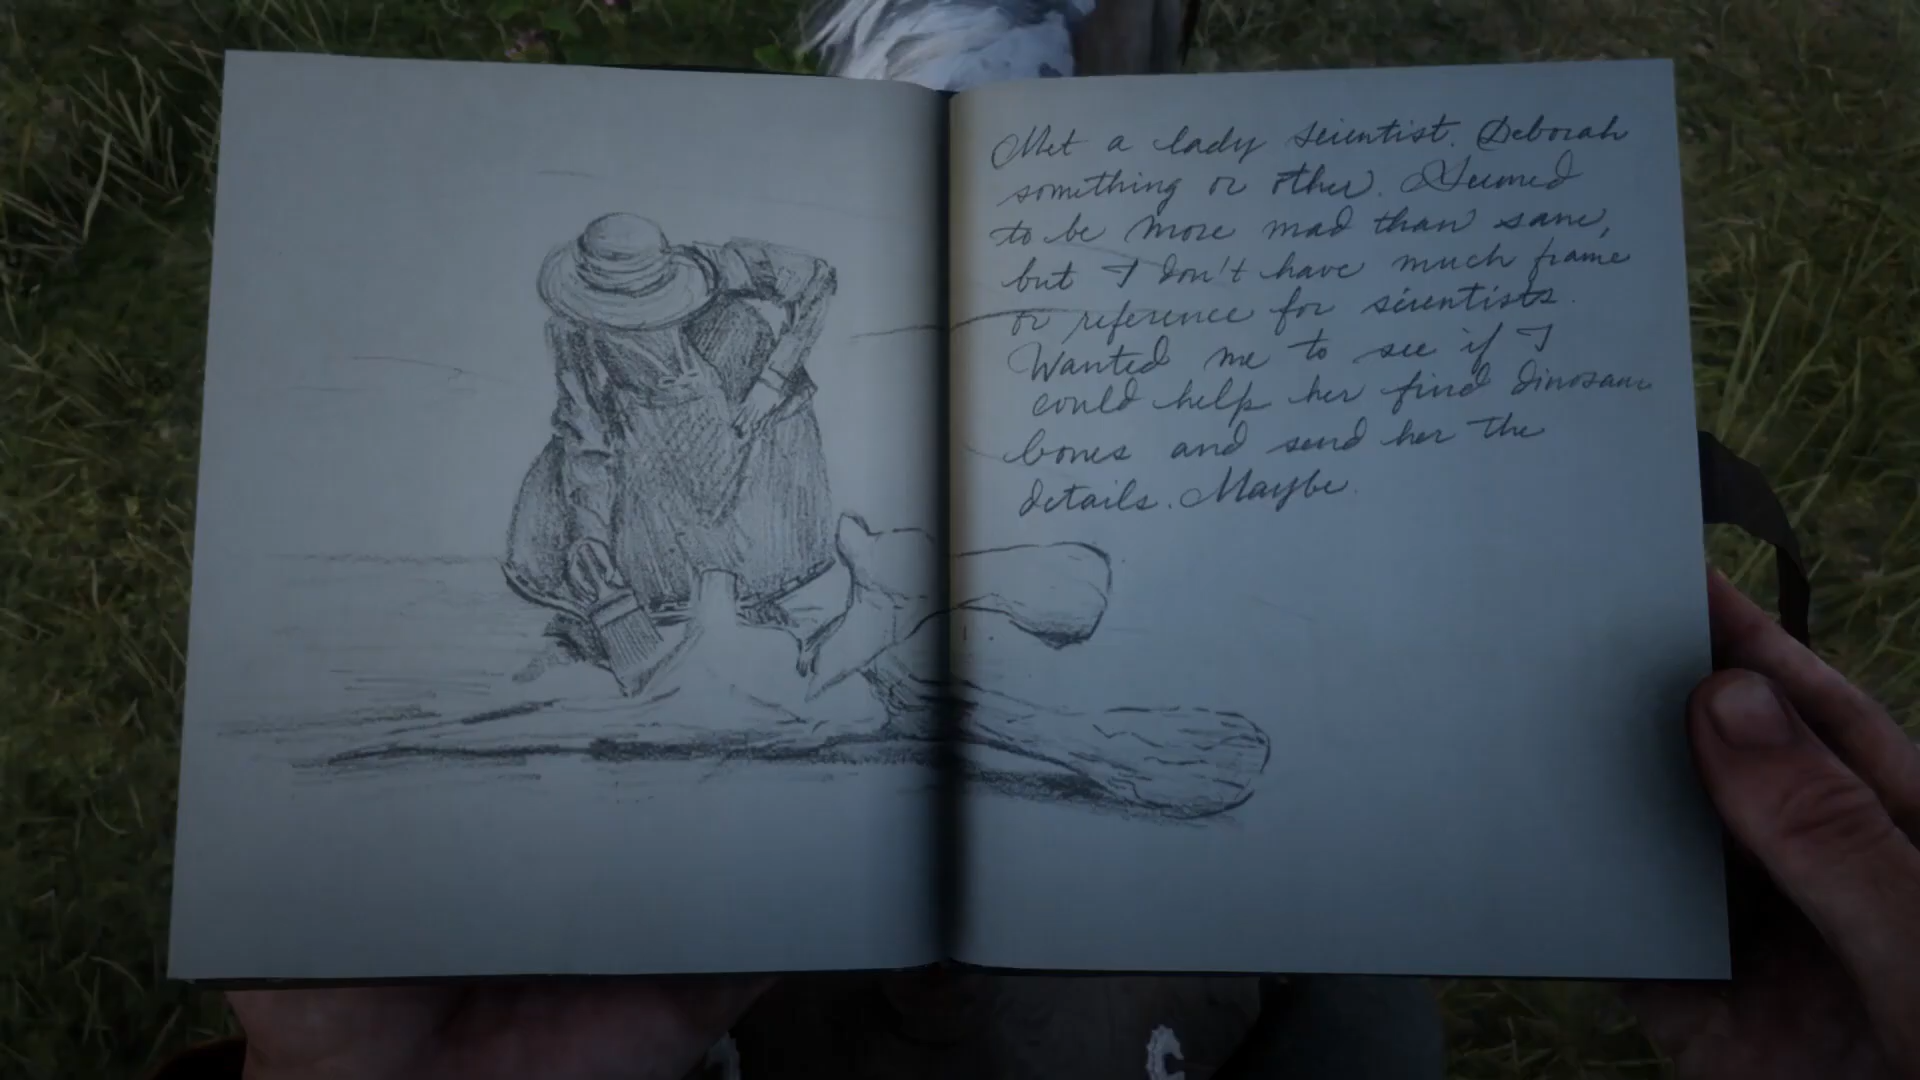 Met a lady scientist. Deborah
something or other. Seemed
to be more mad than sane,
but I don't have much frame
or reference for scientists.
Wanted me to see if I
could help her find dinosaur
bones and send her the
details. Maybe.